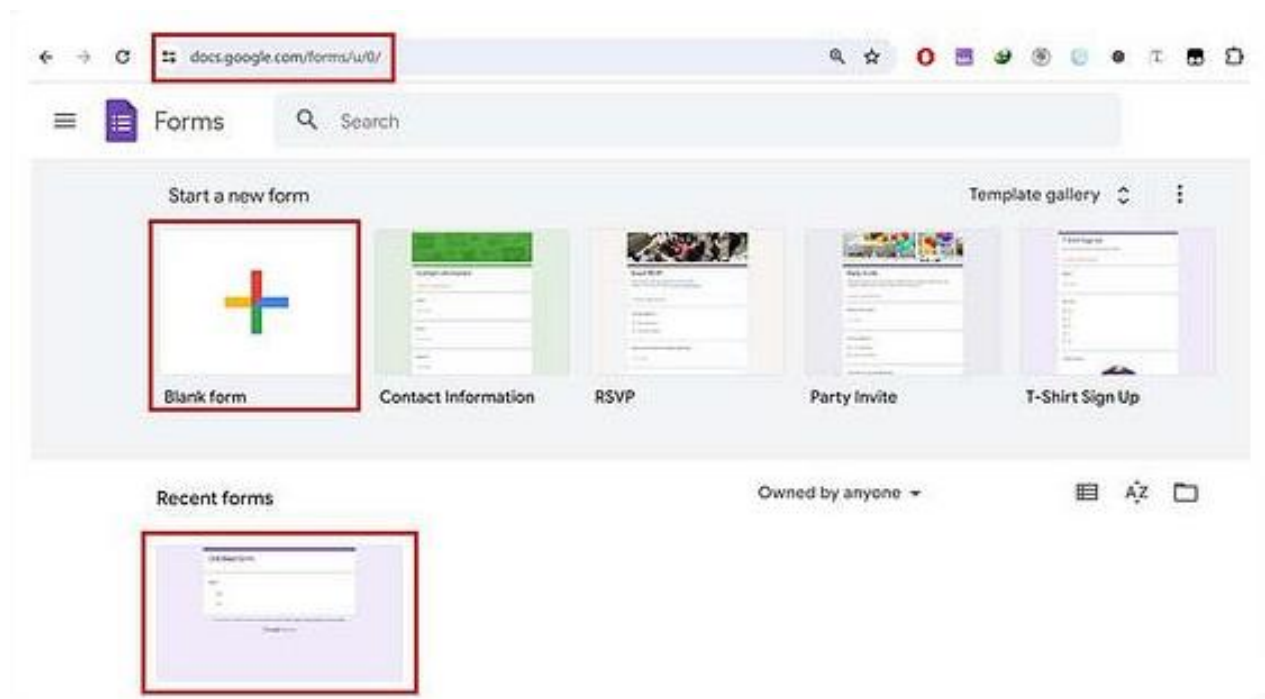 docs.google.com/forms/u/0/
Forms
Search
Start a new form
Template gallery
Blank form
Contact Information
RSVP
Party Invite
T-Shirt Sign Up
Recent forms
Owned by anyone
AZ